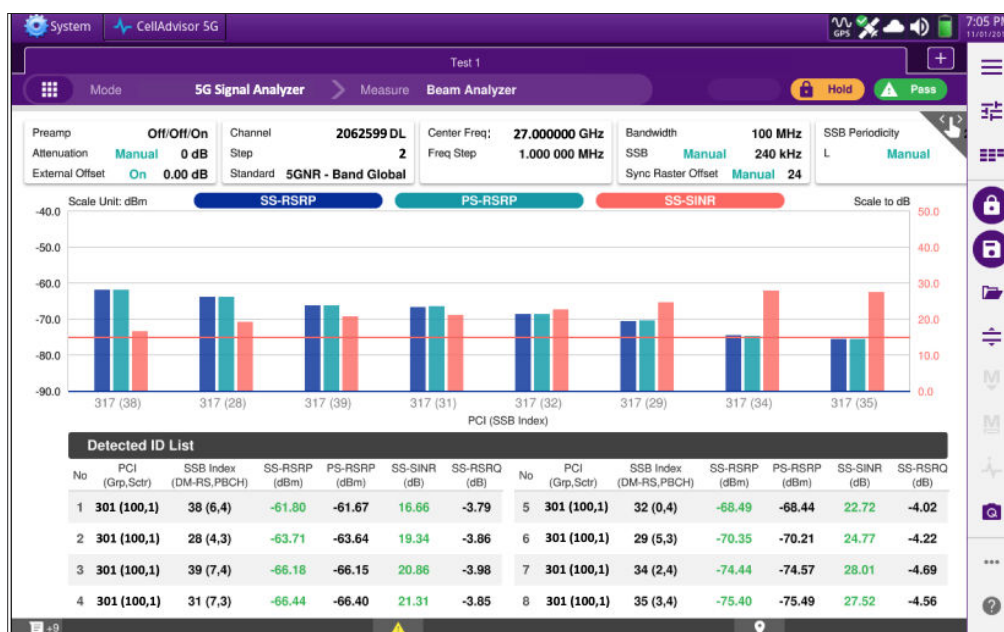 System CellAdvisor 5G GPS 7:05 PM
11/01/201
Test 1 +
Mode 5G Signal Analyzer Measure Beam Analyzer Hold Pass
Preamp Off/Off/On Channel 2062599 DL Center Freq: 27.000000 GHz Bandwidth 100 MHz SSB Periodicity
Attenuation Manual 0 dB Step 2 Freq Step 1.000 000 MHz SSB Manual 240 kHz L Manual
External Offset On 0.00 dB Standard 5GNR - Band Global Sync Raster Offset Manual 24
Scale Unit: dBm SS-RSRP PS-RSRP SS-SINR Scale to dB
-40.0 50.0
-50.0 40.0
-60.0 30.0
-70.0 20.0
-80.0 10.0
-90.0 0.0
317 (38) 317 (28) 317 (39) 317 (31) 317 (32) 317 (29) 317 (34) 317 (35)
PCI (SSB Index)
Detected ID List
No PCI SSB Index SS-RSRP PS-RSRP SS-SINR SS-RSRQ No PCI SSB Index SS-RSRP PS-RSRP SS-SINR SS-RSRQ
(Grp,Sctr) (DM-RS,PBCH) (dBm) (dBm) (dB) (dB) (Grp,Sctr) (DM-RS,PBCH) (dBm) (dBm) (dB) (dB)
1 301 (100,1) 38 (6,4) -61.80 -61.67 16.66 -3.79 5 301 (100,1) 32 (0,4) -68.49 -68.44 22.72 -4.02
2 301 (100,1) 28 (4,3) -63.71 -63.64 19.34 -3.86 6 301 (100,1) 29 (5,3) -70.35 -70.21 24.77 -4.22
3 301 (100,1) 39 (7,4) -66.18 -66.15 20.86 -3.98 7 301 (100,1) 34 (2,4) -74.44 -74.57 28.01 -4.69
4 301 (100,1) 31 (7,3) -66.44 -66.40 21.31 -3.85 8 301 (100,1) 35 (3,4) -75.40 -75.49 27.52 -4.56
+9